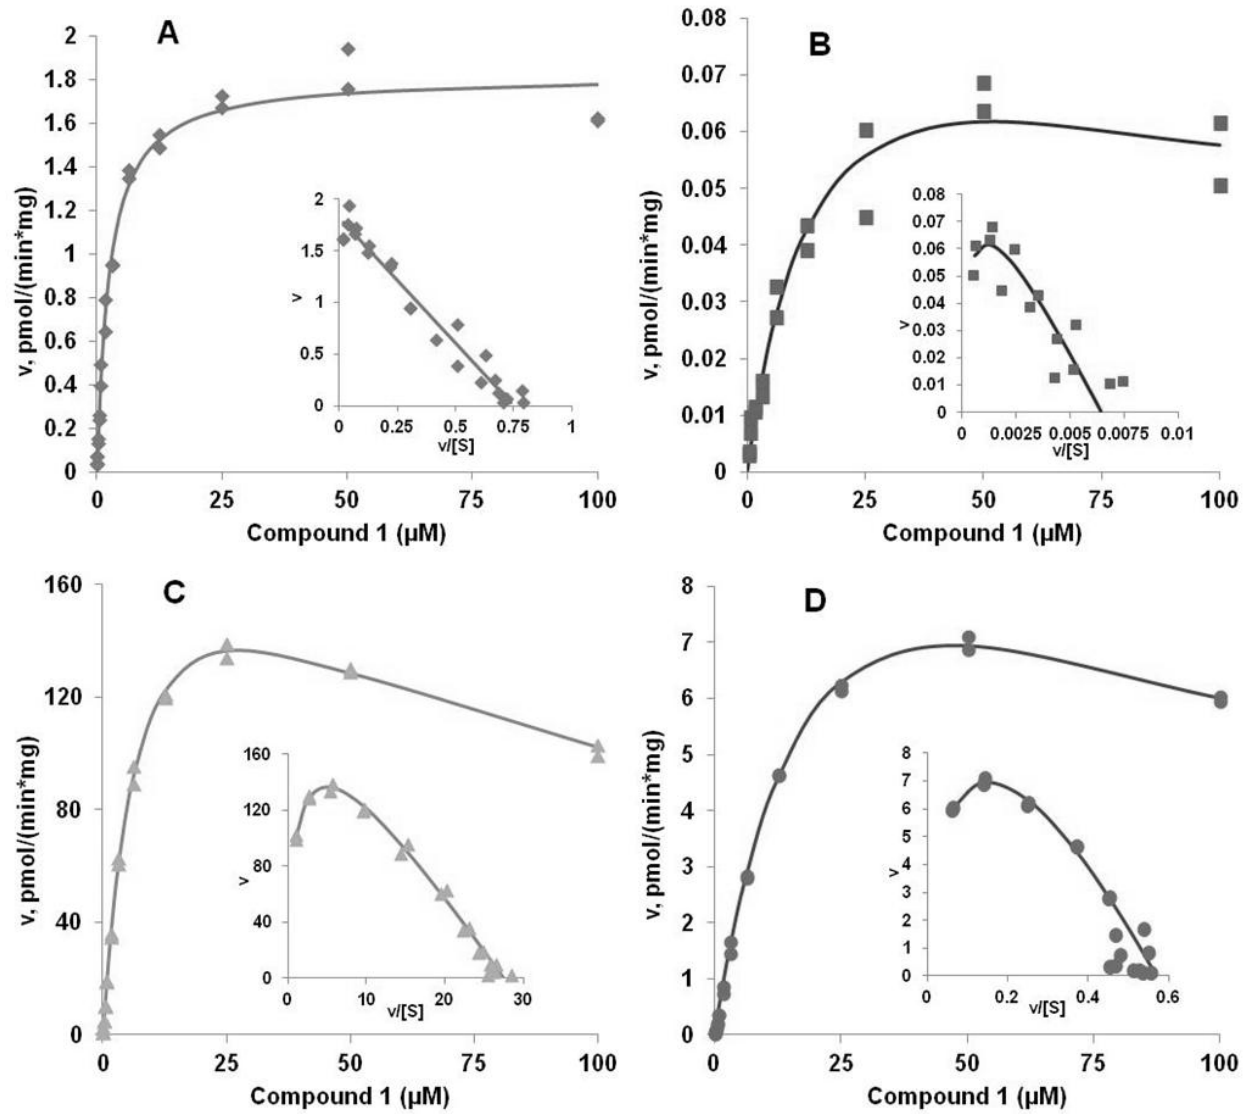 A
v, pmol/(min*mg)
2
1.8
1.6
1.4
1.2
1
0.8
0.6
0.4
0.2
0
0 25 50 75 100
Compound 1 (µM)
v
2
1.5
1
0.5
0
0 0.25 0.5 0.75 1
v/[S]
B
v, pmol/(min*mg)
0.08
0.07
0.06
0.05
0.04
0.03
0.02
0.01
0
0 25 50 75 100
Compound 1 (µM)
v
0.08
0.07
0.06
0.05
0.04
0.03
0.02
0.01
0
0 0.0025 0.005 0.0075 0.01
v/[S]
C
v, pmol/(min*mg)
160
120
80
40
0
0 25 50 75 100
Compound 1 (µM)
v
160
120
80
40
0
0 10 20 30
v/[S]
D
v, pmol/(min*mg)
8
7
6
5
4
3
2
1
0
0 25 50 75 100
Compound 1 (µM)
v
8
7
6
5
4
3
2
1
0
0 0.2 0.4 0.6
v/[S]